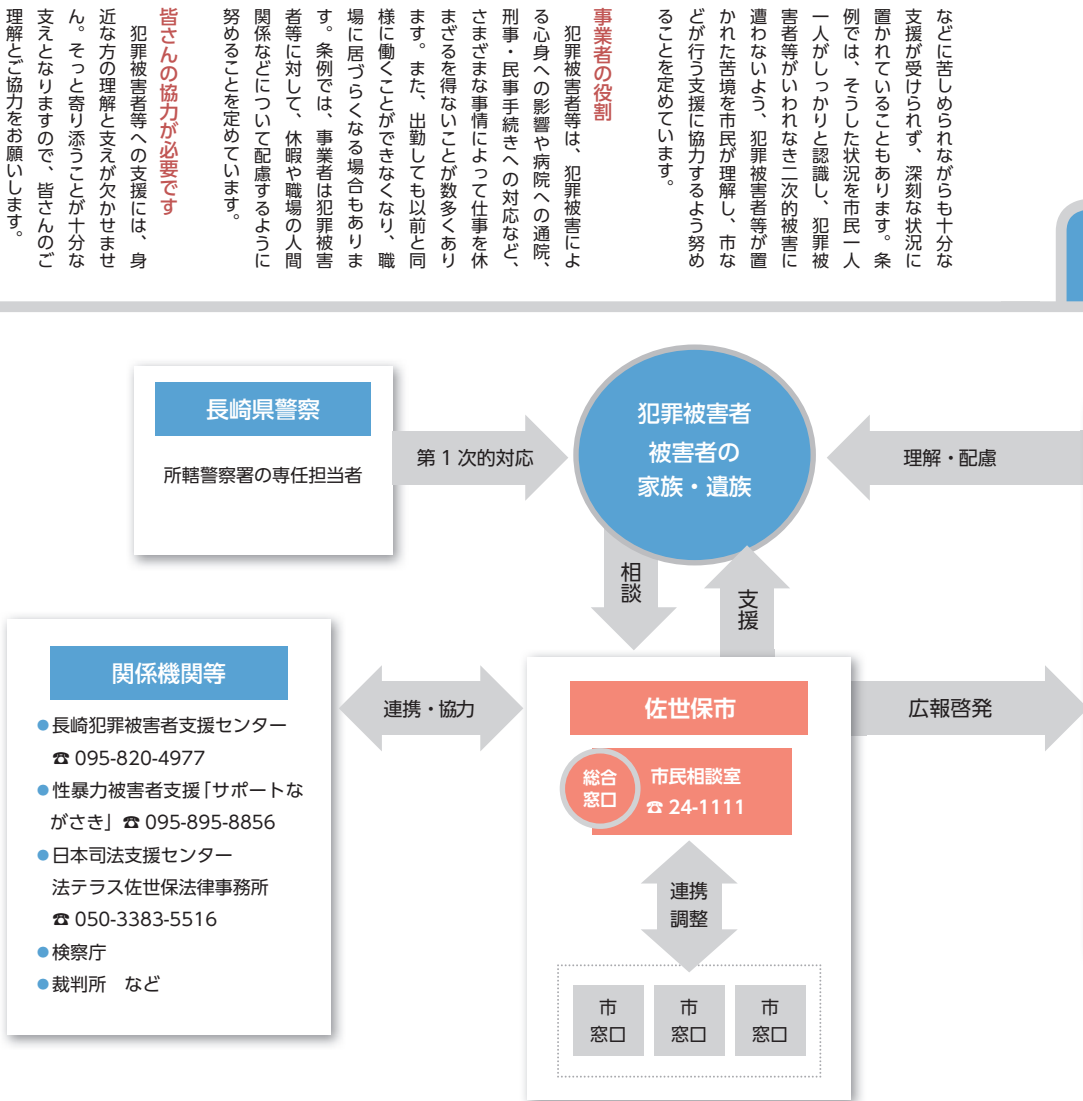 などに苦しめられながらも十分な
支援が受けられず、深刻な状況に
置かれていることもあります。条
例では、そうした状況を市民一人
一人がしっかりと認識し、犯罪被
害者等がいわれなき二次的被害に
遭わないよう、犯罪被害者等が置
かれた苦境を市民が理解し、市な
どが行う支援に協力するよう努め
ることを定めています。
事業者の役割
犯罪被害者等は、犯罪被害によ
る心身への影響や病院への通院、
刑事・民事手続きへの対応など、
さまざまな事情によって仕事を休
まざるを得ないことが数多くあり
ます。また、出勤しても以前と同
様に働くことができなくなり、職
場に居づらくなる場合もありま
す。条例では、事業者は犯罪被害
者等に対して、休暇や職場の人間
関係などについて配慮するように
努めることを定めています。
皆さんの協力が必要です
犯罪被害者等への支援には、身
近な方の理解と支えが欠かせませ
ん。そっと寄り添うことが十分な
支えとなりますので、皆さんのご
理解とご協力をお願いします。
長崎県警察
所轄警察署の専任担当者
第1次的対応
犯罪被害者
被害者の
家族・遺族
理解・配慮
相談
支援
関係機関等
●長崎犯罪被害者支援センター
☎ 095-820-4977
●性暴力被害者支援「サポートな
がさき」 ☎ 095-895-8856
●日本司法支援センター
法テラス佐世保法律事務所
☎ 050-3383-5516
●検察庁
●裁判所 など
連携・協力
佐世保市
総合
窓口
市民相談室
☎ 24-1111
広報啓発
連携
調整
市
窓口
市
窓口
市
窓口